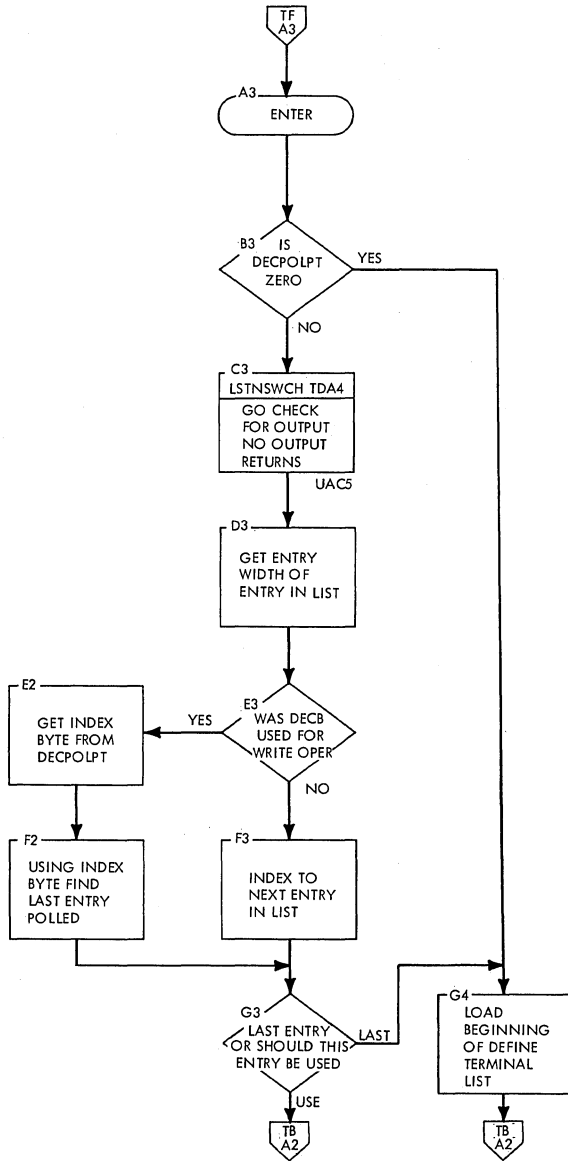 TF
A3
A3
ENTER
B3
IS
DECPOLPT
ZERO
YES
NO
C3
LSTNSWCH TDA4
GO CHECK
FOR OUTPUT
NO OUTPUT
RETURNS
UAC5
D3
GET ENTRY
WIDTH OF
ENTRY IN LIST
E2
GET INDEX
BYTE FROM
DECPOLPT
YES
E3
WAS DECB
USED FOR
WRITE OPER
NO
F2
USING INDEX
BYTE FIND
LAST ENTRY
POLLED
F3
INDEX TO
NEXT ENTRY
IN LIST
G3
LAST ENTRY
OR SHOULD THIS
ENTRY BE USED
LAST
USE
G4
LOAD
BEGINNING
OF DEFINE
TERMINAL
LIST
TB
A2
TB
A2